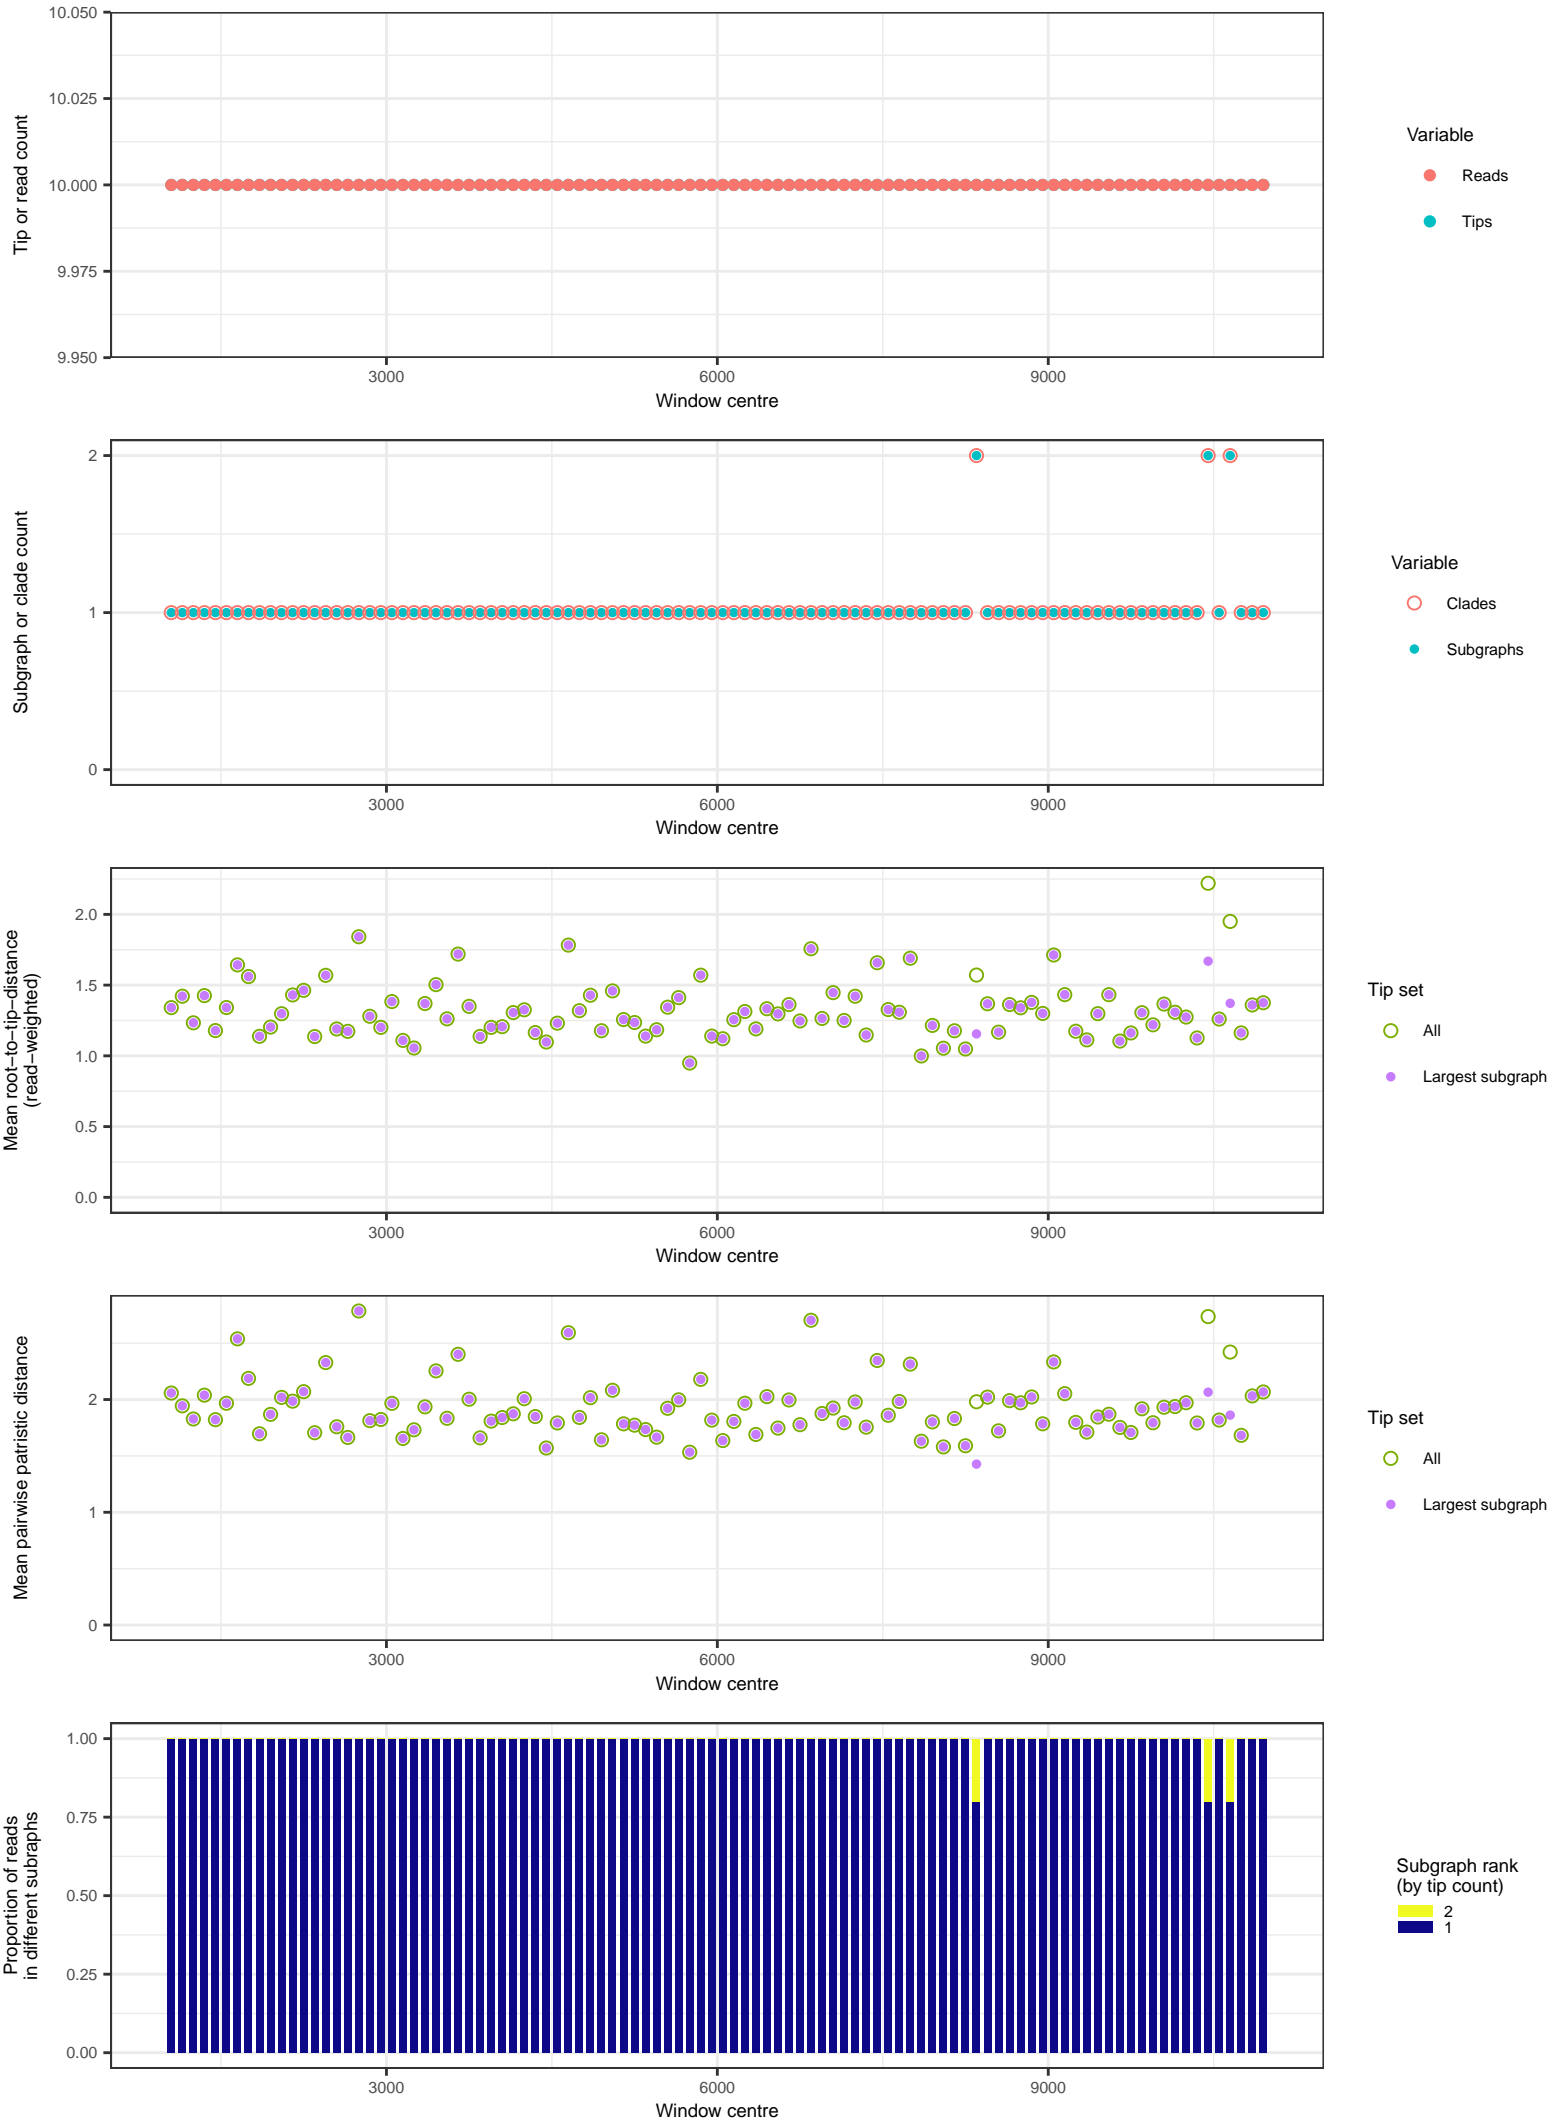 10.050
10.025
10.000
9.975
9.950
Tip or read count
3000
6000
9000
Window centre
Variable
Reads
Tips
2
1
0
Subgraph or clade count
3000
6000
9000
Window centre
Variable
Clades
Subgraphs
2.0
1.5
1.0
0.5
0.0
Mean root−to−tip−distance
(read−weighted)
3000
6000
9000
Window centre
Tip set
All
Largest subgraph
2
1
0
Mean pairwise patristic distance
3000
6000
9000
Window centre
Tip set
All
Largest subgraph
1.00
0.75
0.50
0.25
0.00
Proportion of reads
in different subraphs
3000
6000
9000
Window centre
Subgraph rank
(by tip count)
2
1